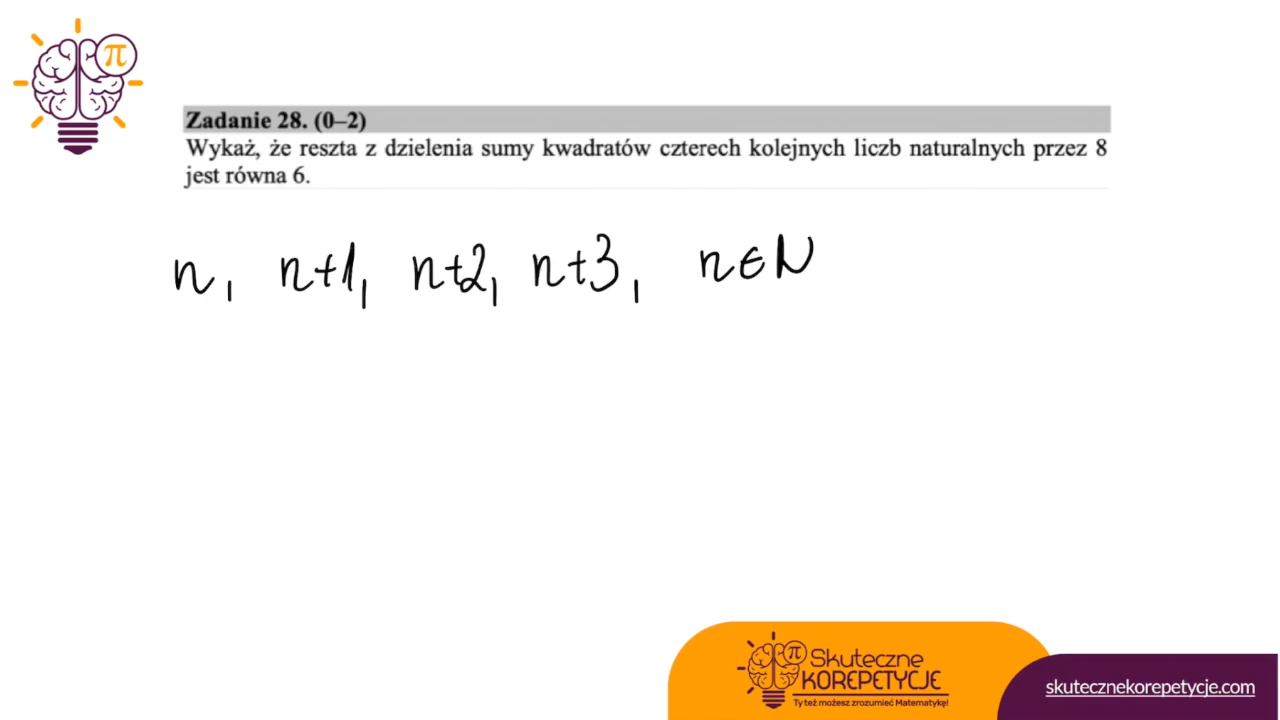 π
Zadanie 28. (0–2)
Wykaż, że reszta z dzielenia sumy kwadratów czterech kolejnych liczb naturalnych przez 8
jest równa 6.
n, n+1, n+2, n+3, n∈N
π
Skuteczne
KOREPETYCJE
Ty też możesz zrozumieć Matematykę!
skutecznekorepetycje.com